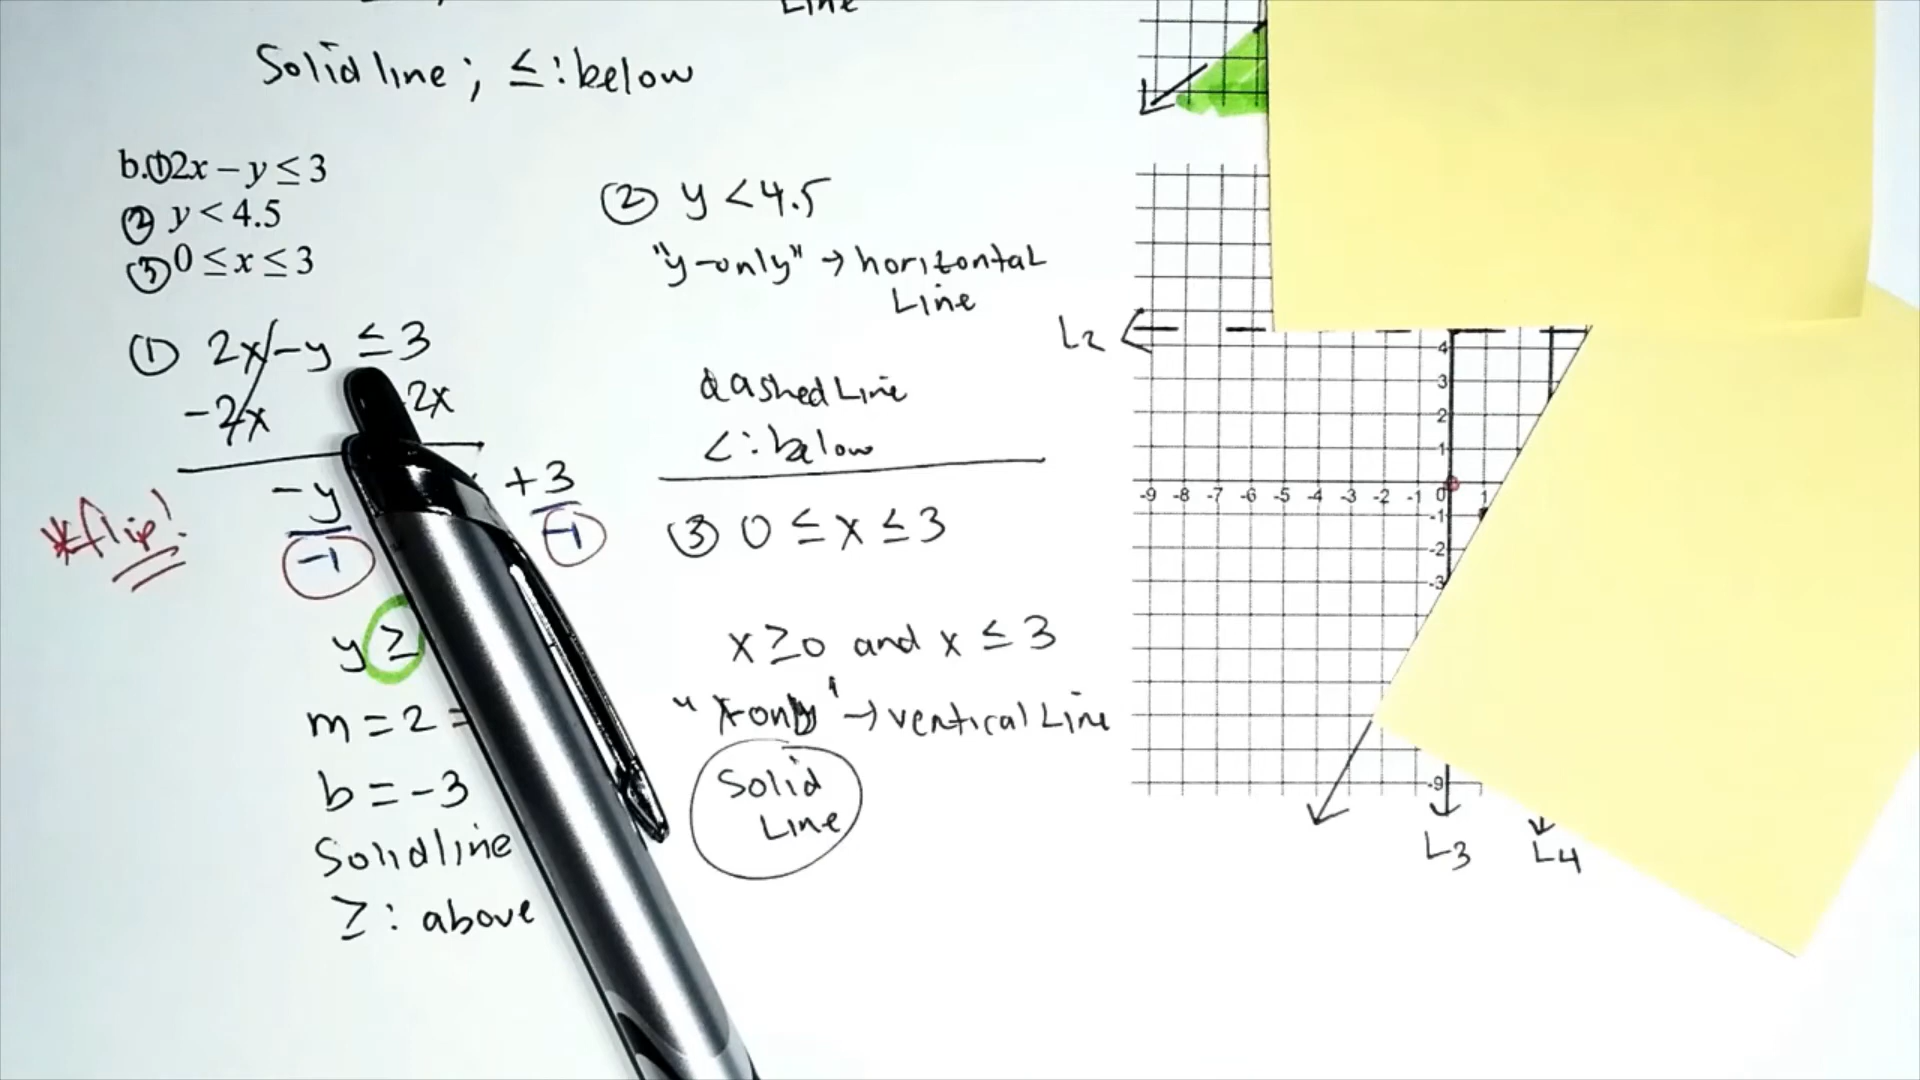 Line
Solid line ; ≤ : below
b.① 2x − y ≤ 3
② y < 4.5
③ 0 ≤ x ≤ 3
① 2x − y ≤ 3
−2x 2x
−y +3
−1 −1
*flip!
y ≥
m = 2 =
b = −3
Solid line
≥ : above
② y < 4.5
"y-only" → horizontal
Line
dashed Line
< : below
③ 0 ≤ x ≤ 3
x ≥ 0 and x ≤ 3
"x-only" → vertical Line
Solid
Line
L2
4
3
2
1
-9 -8 -7 -6 -5 -4 -3 -2 -1 0 1
-1
-2
-3
-9
L3 L4